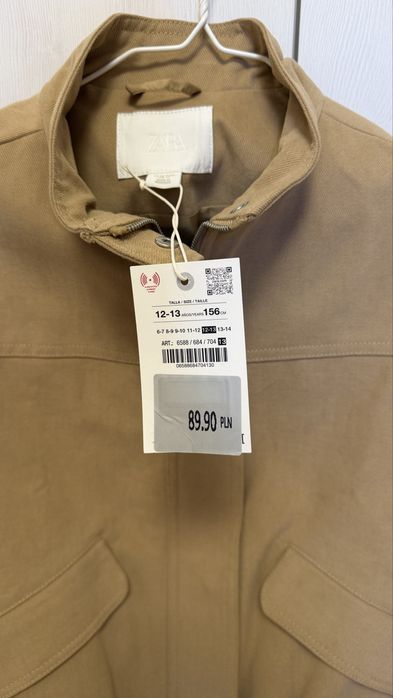 ZARA
TALLA / SIZE / TAILLE
12-13 AÑOS/YEARS 156 CM
6-7 8-9 9-10 11-12 12-13 13-14
ART.: 6588 / 684 / 704 13
06588684704130
89.90 PLN